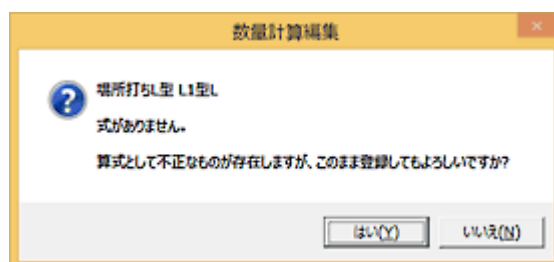 数量計算編集
場所打ちL型 L1型L
式がありません。
算式として不正なものが存在しますが、このまま登録してもよろしいですか?
はい(Y)
いいえ(N)